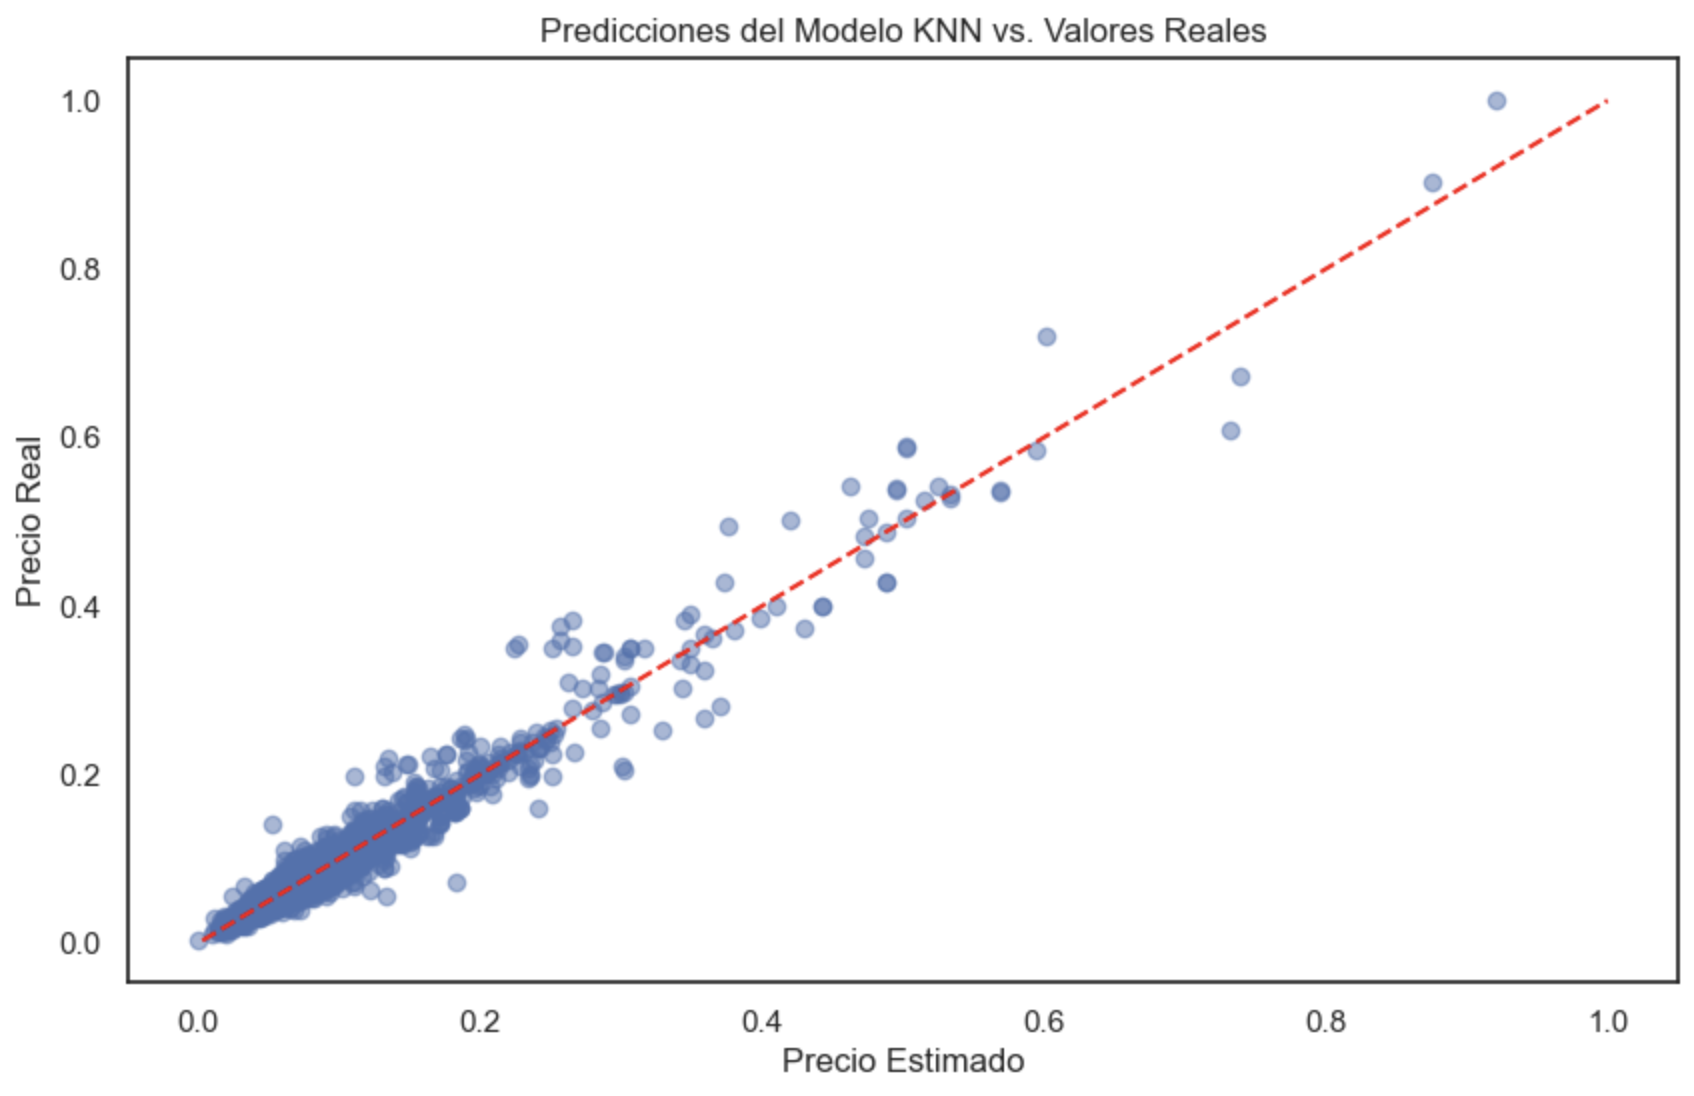 Predicciones del Modelo KNN vs. Valores Reales
1.0
0.8
0.6
0.4
0.2
0.0
Precio Real
0.0 0.2 0.4 0.6 0.8 1.0
Precio Estimado